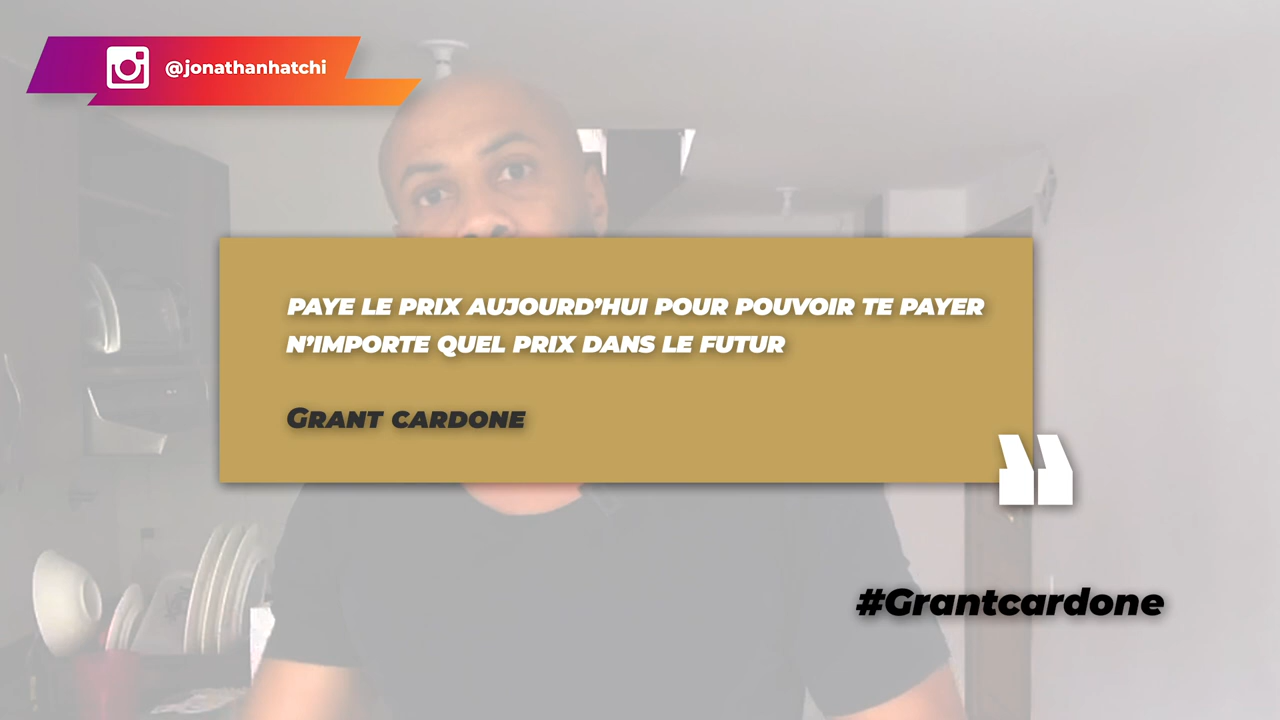 @jonathanhatchi
PAYE LE PRIX AUJOURD’HUI POUR POUVOIR TE PAYER
N’IMPORTE QUEL PRIX DANS LE FUTUR
GRANT CARDONE
#Grantcardone